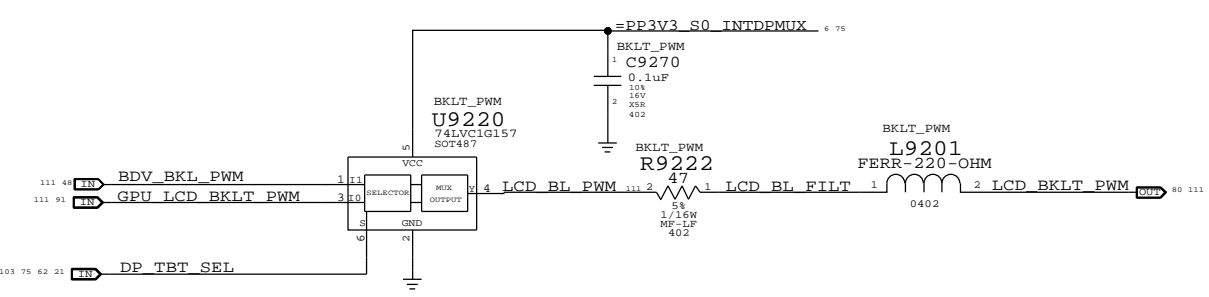 =PP3V3_S0_INTDPMUX 6 75
BKLT_PWM
1 C9270
0.1uF
10%
16V
2 X5R
402
BKLT_PWM
U9220
74LVC1G157
SOT487
5
VCC
111 48 IN BDV_BKL_PWM 1 I1
111 91 IN GPU_LCD_BKLT_PWM 3 I0
SELECTOR
MUX
OUTPUT
Y 4 LCD_BL_PWM 111
S
GND
6
2
103 75 62 21 IN DP_TBT_SEL
BKLT_PWM
R9222
47
2 1
5%
1/16W
MF-LF
402
LCD_BL_FILT
BKLT_PWM
L9201
FERR-220-OHM
1 2
0402
LCD_BKLT_PWM OUT 80 111